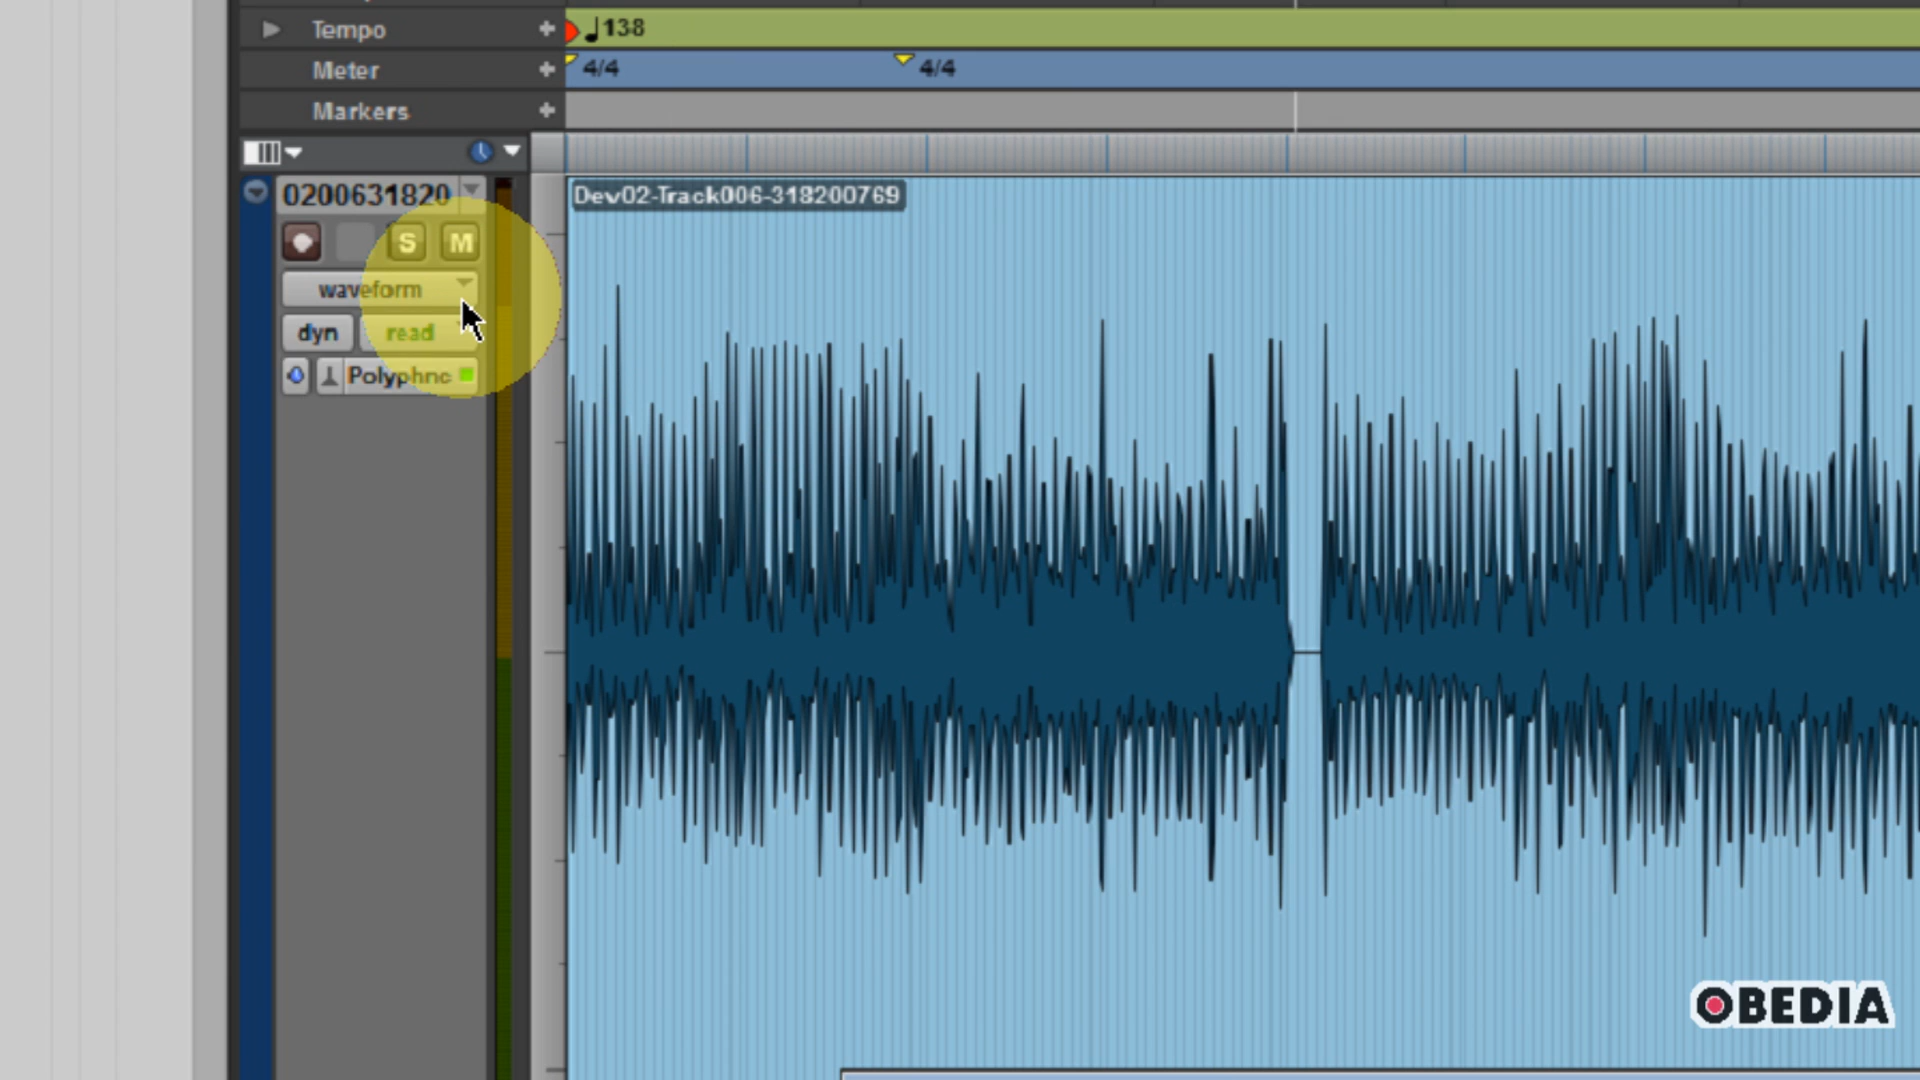 Tempo
138
Meter
4/4
4/4
Markers
0200631820
Dev02-Track006-318200769
S
M
waveform
dyn
read
Polyphnc
OBEDIA